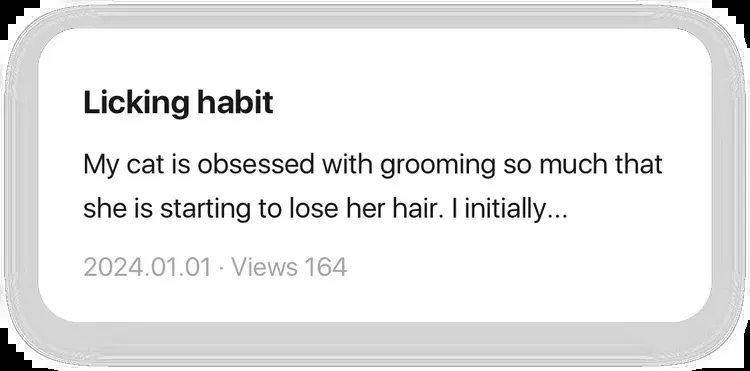 Licking habit
My cat is obsessed with grooming so much that
she is starting to lose her hair. I initially...
2024.01.01 · Views 164